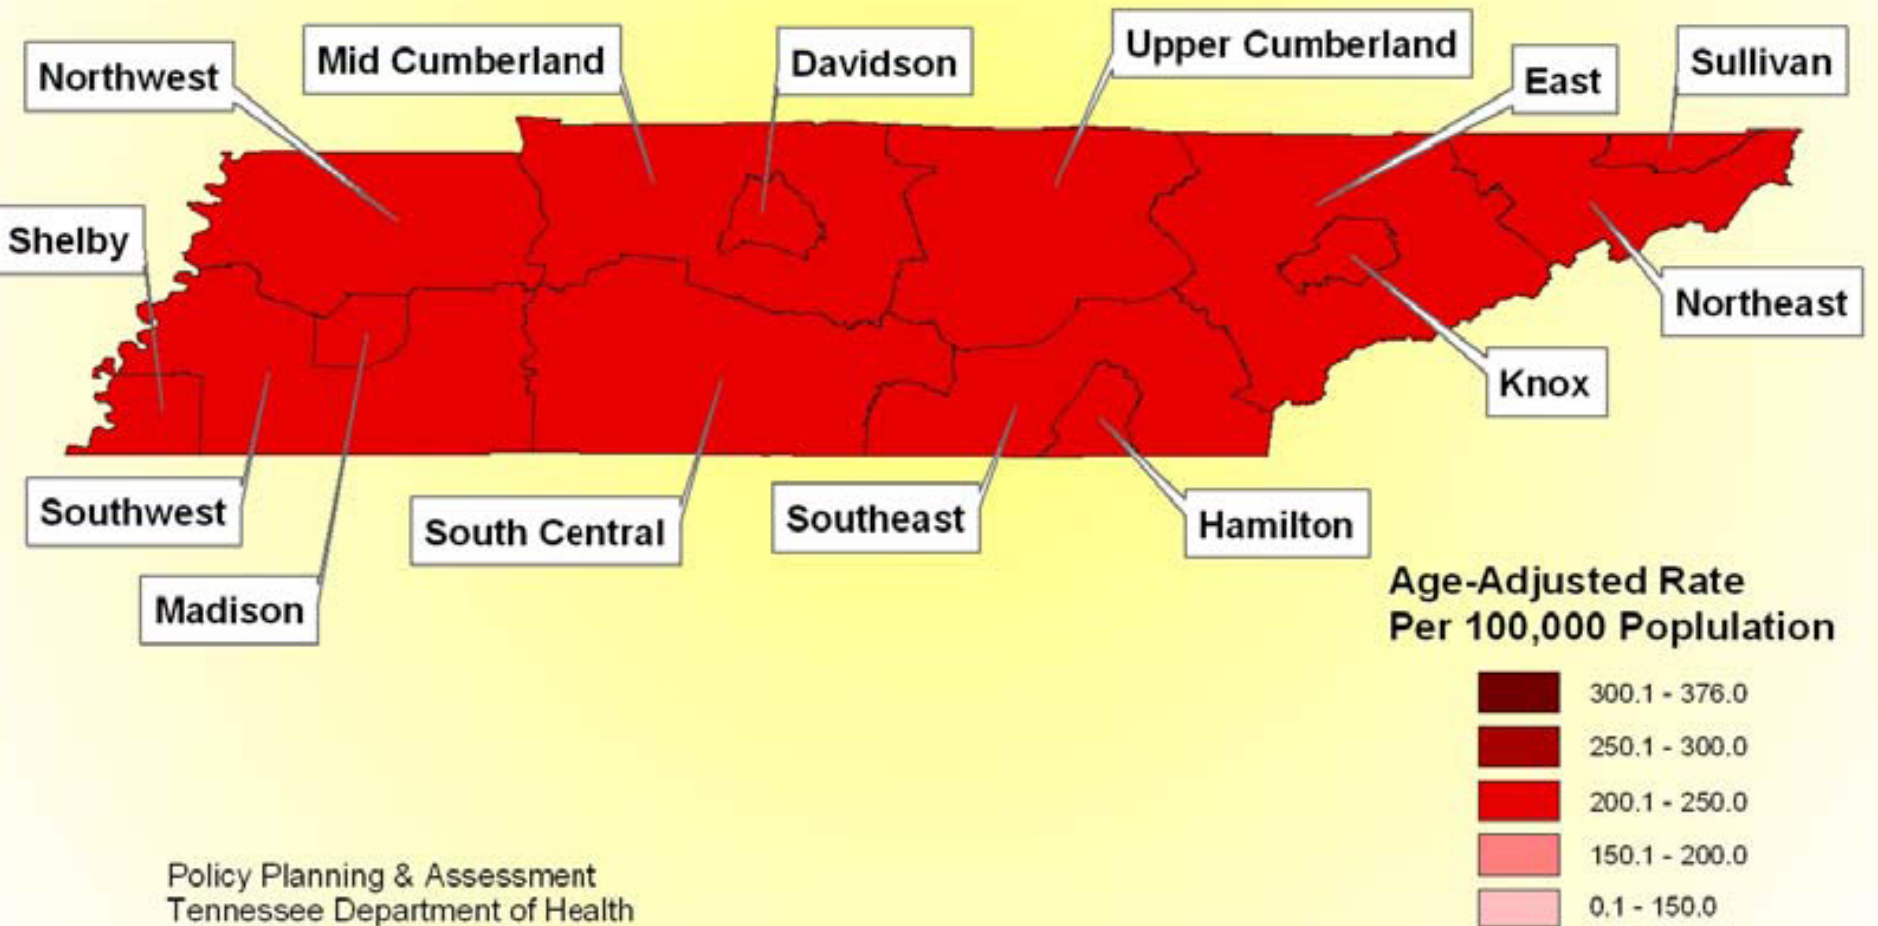 Northwest
Mid Cumberland
Davidson
Upper Cumberland
East
Sullivan
Shelby
Northeast
Knox
Southwest
South Central
Southeast
Hamilton
Madison
Age-Adjusted Rate
Per 100,000 Poplulation
300.1 - 376.0
250.1 - 300.0
200.1 - 250.0
150.1 - 200.0
0.1 - 150.0
Policy Planning & Assessment
Tennessee Department of Health